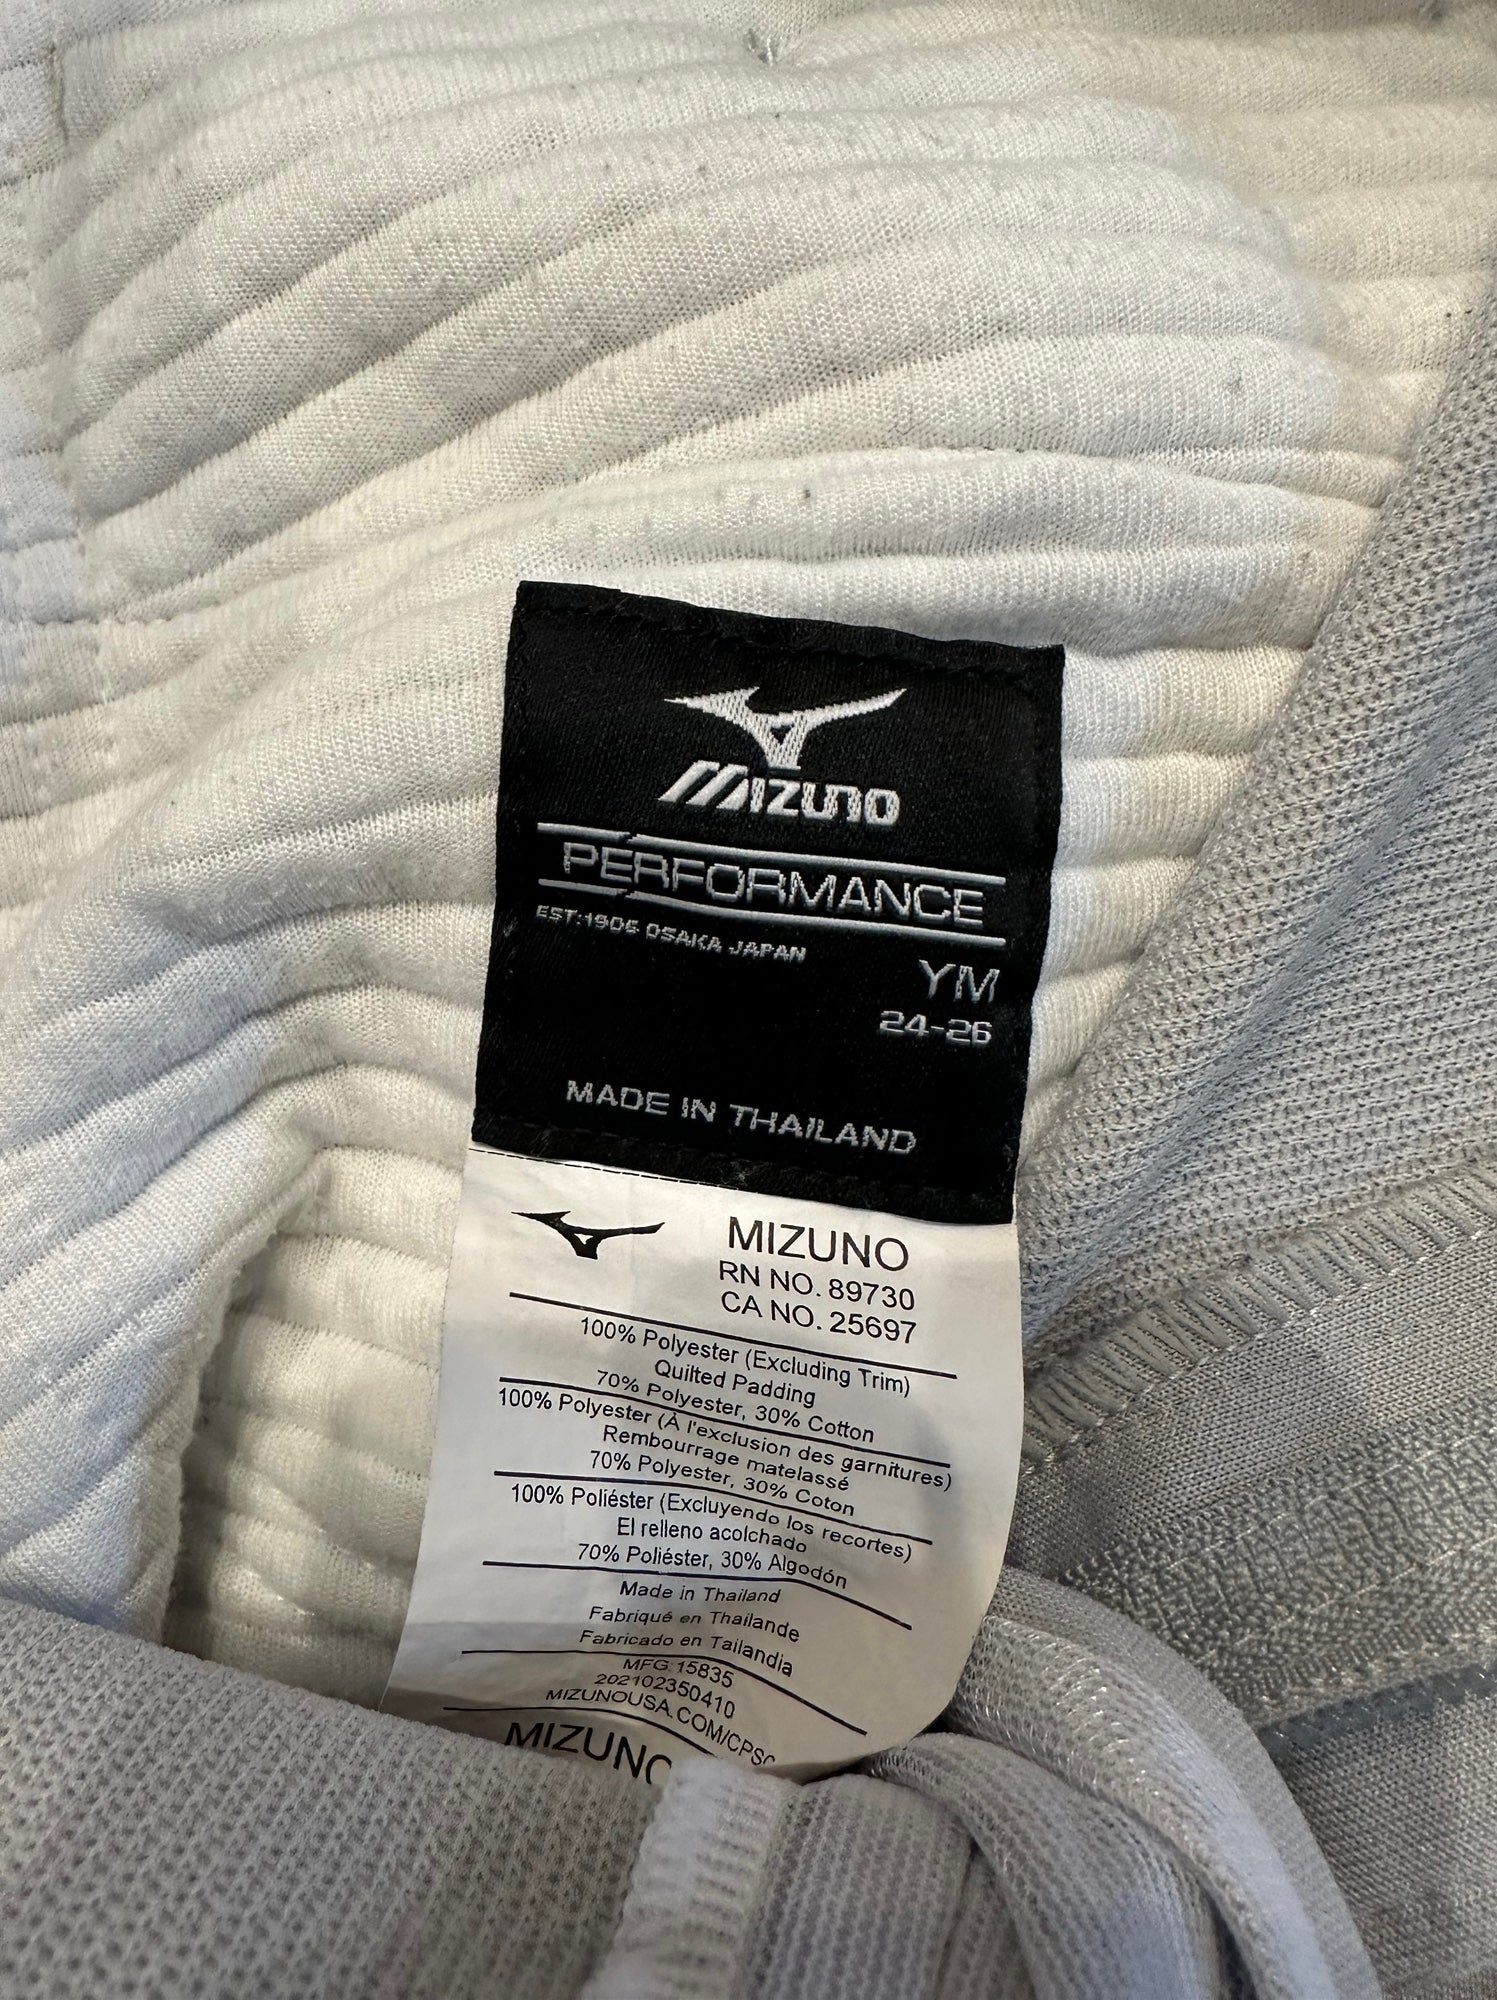 MIZUNO
PERFORMANCE
EST:1906 OSAKA JAPAN
YM
24-26
MADE IN THAILAND
MIZUNO
RN NO. 89730
CA NO. 25697
100% Polyester (Excluding Trim)
Quilted Padding
70% Polyester, 30% Cotton
100% Polyester (À l'exclusion des garnitures)
Rembourrage matelassé
70% Polyester, 30% Coton
100% Poliéster (Excluyendo los recortes)
El relleno acolchado
70% Poliéster, 30% Algodón
Made in Thailand
Fabriqué en Thaïlande
Fabricado en Tailandia
MFG 15835
202102350410
MIZUNOUSA.COM/CPSC
MIZUNO